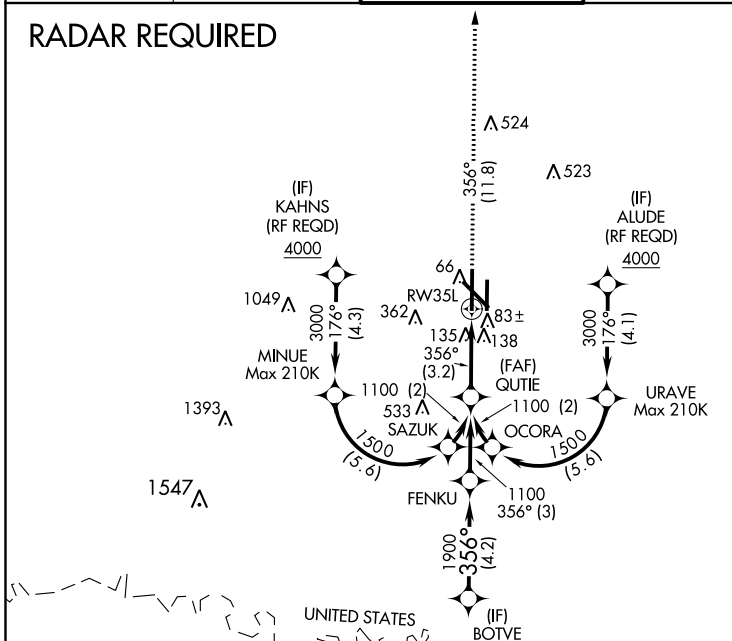 RADAR REQUIRED
524
523
356°
(11.8)
(IF)
KAHNS
(RF REQD)
4000
(IF)
ALUDE
(RF REQD)
4000
1049
3000
176°
(4.3)
66
RW35L
362
83±
135
138
3000
176°
(4.1)
MINUE
Max 210K
356°
(3.2)
(FAF)
QUTIE
URAVE
Max 210K
1100 (2)
1100 (2)
1393
533
SAZUK
OCORA
1500
(5.6)
1500
(5.6)
1547
FENKU
1100
356° (3)
1900
356°
(4.2)
UNITED STATES
(IF)
BOTVE